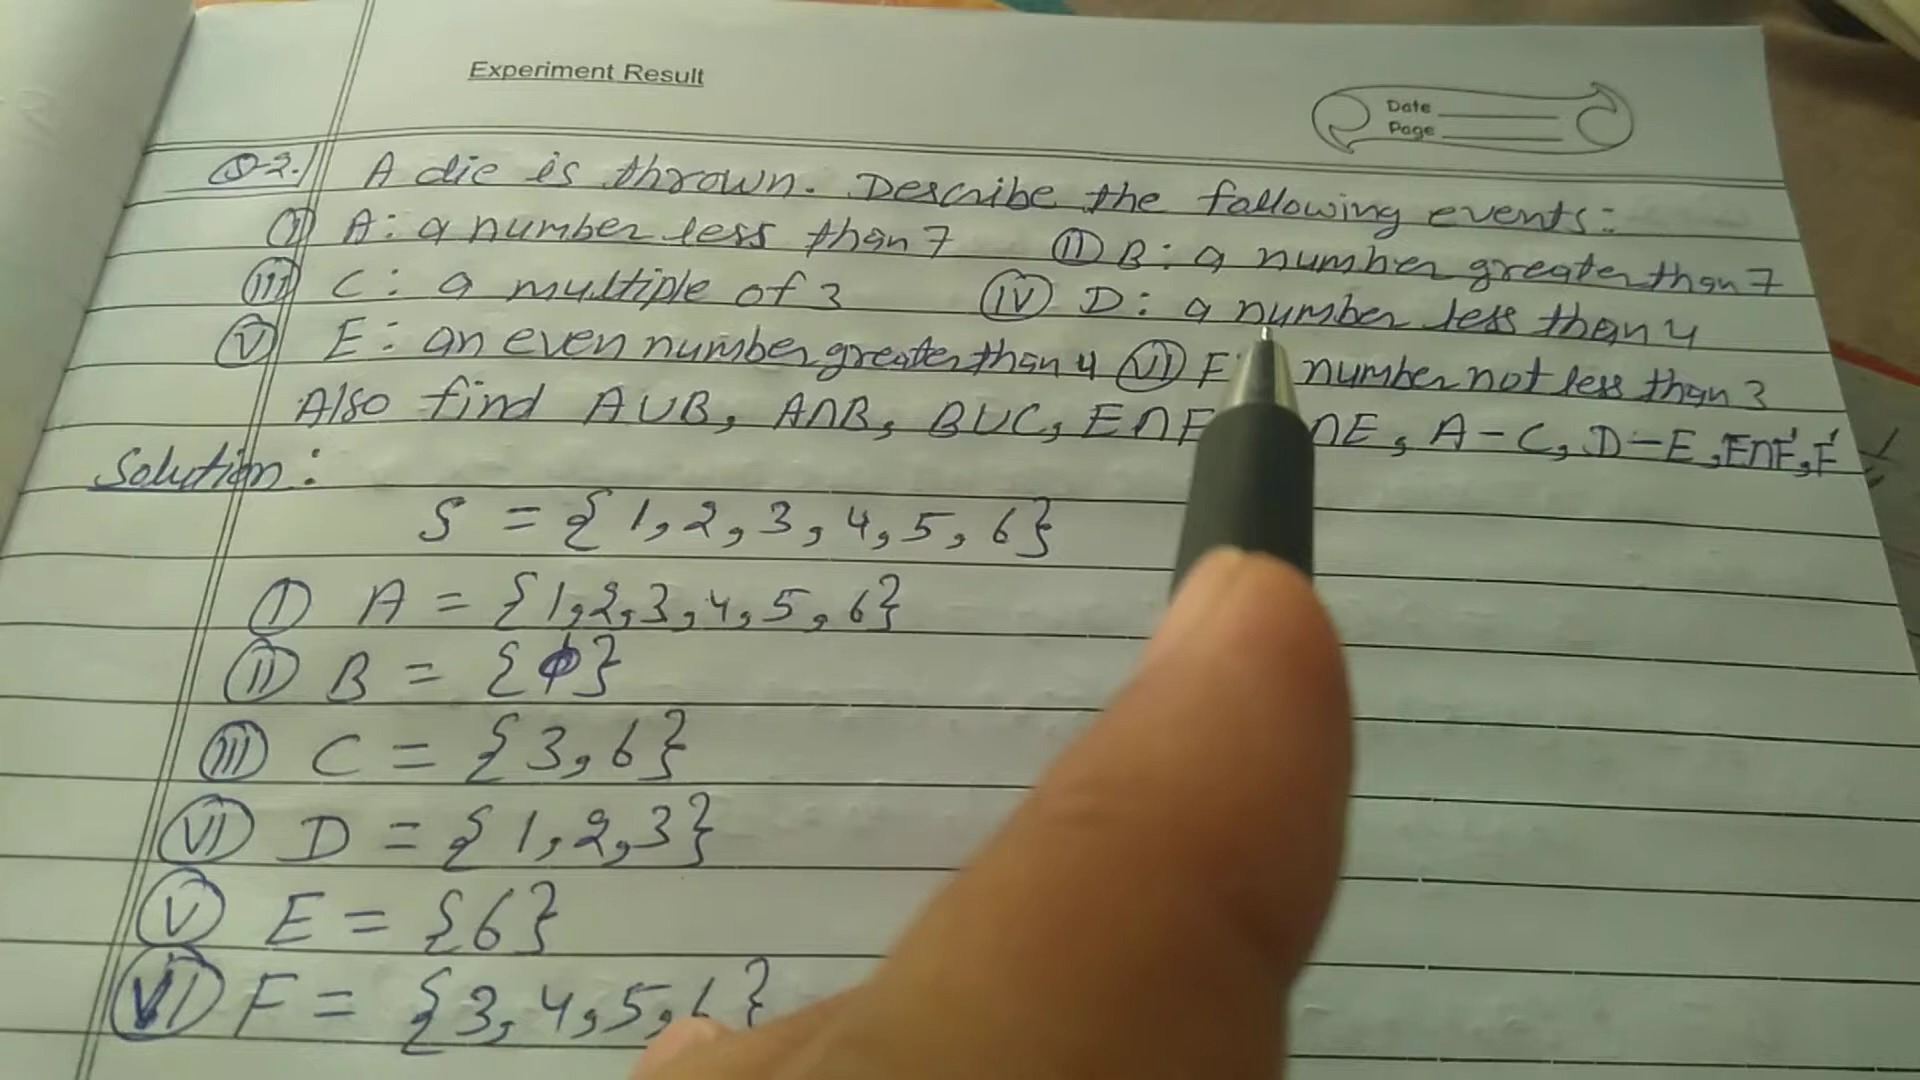 Experiment Result
Date
Page
Q-2. A die is thrown. Describe the following events:
(I) A: a number less than 7 (II) B: a number greater than 7
(III) C: a multiple of 3 (IV) D: a number less than 4
(V) E: an even number greater than 4 (VI) F number not less than 3
Also find A∪B, A∩B, B∪C, E∩F ∩E, A-C, D-E, E∩F', F'
Solution:
S = {1,2,3,4,5,6}
(I) A = {1,2,3,4,5,6}
(II) B = {ϕ}
(III) C = {3,6}
(VI) D = {1,2,3}
(V) E = {6}
(VI) F = {3,4,5,6}